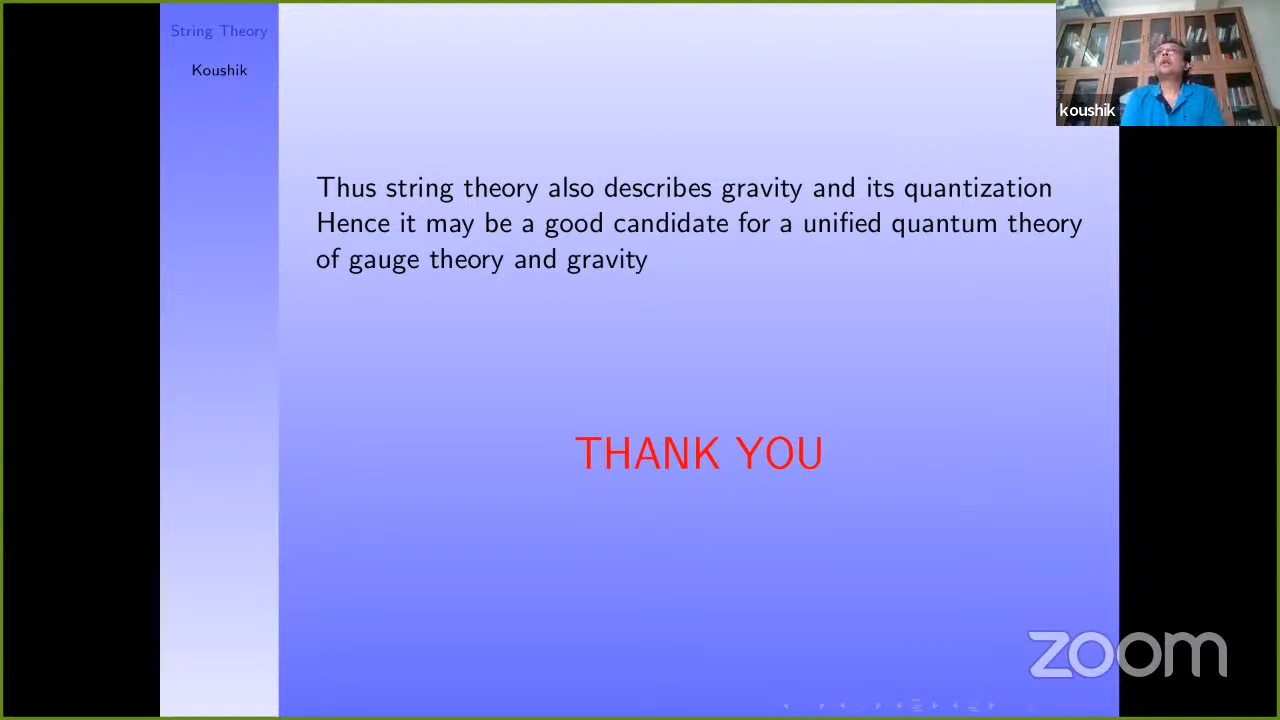 String Theory
Koushik
Thus string theory also describes gravity and its quantization
Hence it may be a good candidate for a unified quantum theory
of gauge theory and gravity
THANK YOU
koushik
zoom